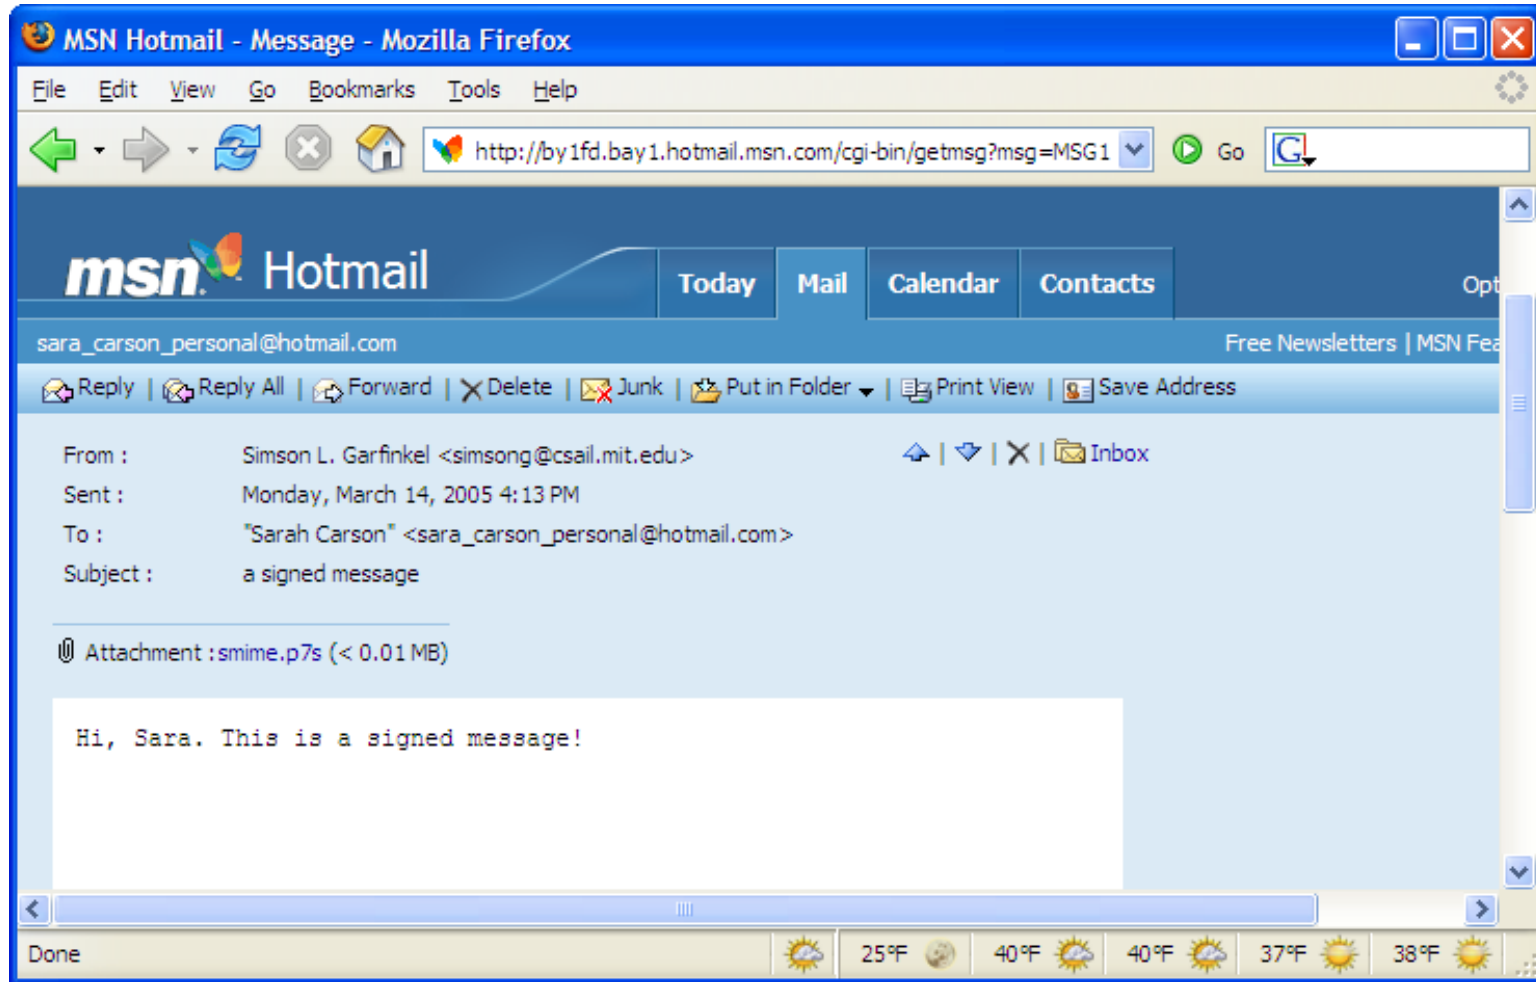 MSN Hotmail - Message - Mozilla Firefox
File Edit View Go Bookmarks Tools Help
http://by1fd.bay1.hotmail.msn.com/cgi-bin/getmsg?msg=MSG1 Go G
msn Hotmail Today Mail Calendar Contacts Opt
sara_carson_personal@hotmail.com Free Newsletters | MSN Fea
Reply | Reply All | Forward | Delete | Junk | Put in Folder | Print View | Save Address
From : Simson L. Garfinkel <simsong@csail.mit.edu> | | | Inbox
Sent : Monday, March 14, 2005 4:13 PM
To : "Sarah Carson" <sara_carson_personal@hotmail.com>
Subject : a signed message
Attachment : smime.p7s (< 0.01 MB)
Hi, Sara. This is a signed message!
Done 25°F 40°F 40°F 37°F 38°F